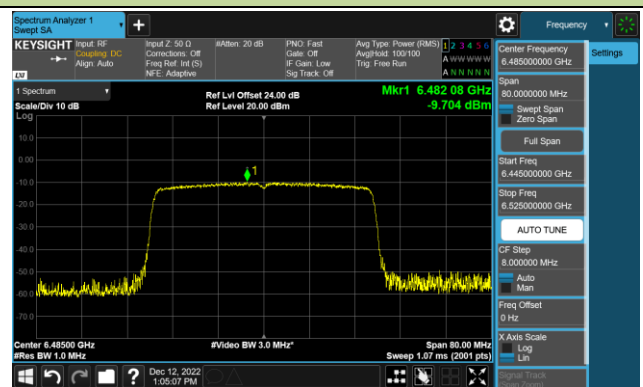 Spectrum Analyzer 1
Swept SA
Frequency
KEYSIGHT
Input: RF
Coupling: DC
Align: Auto
Input Z: 50 Ω
Corrections: Off
Freq Ref: Int (S)
NFE: Adaptive
#Atten: 20 dB
PNO: Fast
Gate: Off
IF Gain: Low
Sig Track: Off
Avg Type: Power (RMS)
Avg|Hold: 100/100
Trig: Free Run
1 2 3 4 5 6
A W W W W W
A N N N N N
LXI
1 Spectrum
Scale/Div 10 dB
Log
Ref Lvl Offset 24.00 dB
Ref Level 20.00 dBm
Mkr1 6.482 08 GHz
-9.704 dBm
10.0
0.00
-10.0
-20.0
-30.0
-40.0
-50.0
-60.0
-70.0
1
Center 6.48500 GHz
#Res BW 1.0 MHz
#Video BW 3.0 MHz*
Span 80.00 MHz
Sweep 1.07 ms (2001 pts)
Dec 12, 2022
1:05:07 PM
Center Frequency
6.485000000 GHz
Settings
Span
80.0000000 MHz
Swept Span
Zero Span
Full Span
Start Freq
6.445000000 GHz
Stop Freq
6.525000000 GHz
AUTO TUNE
CF Step
8.000000 MHz
Auto
Man
Freq Offset
0 Hz
X Axis Scale
Log
Lin
Signal Track
(Span Zoom)